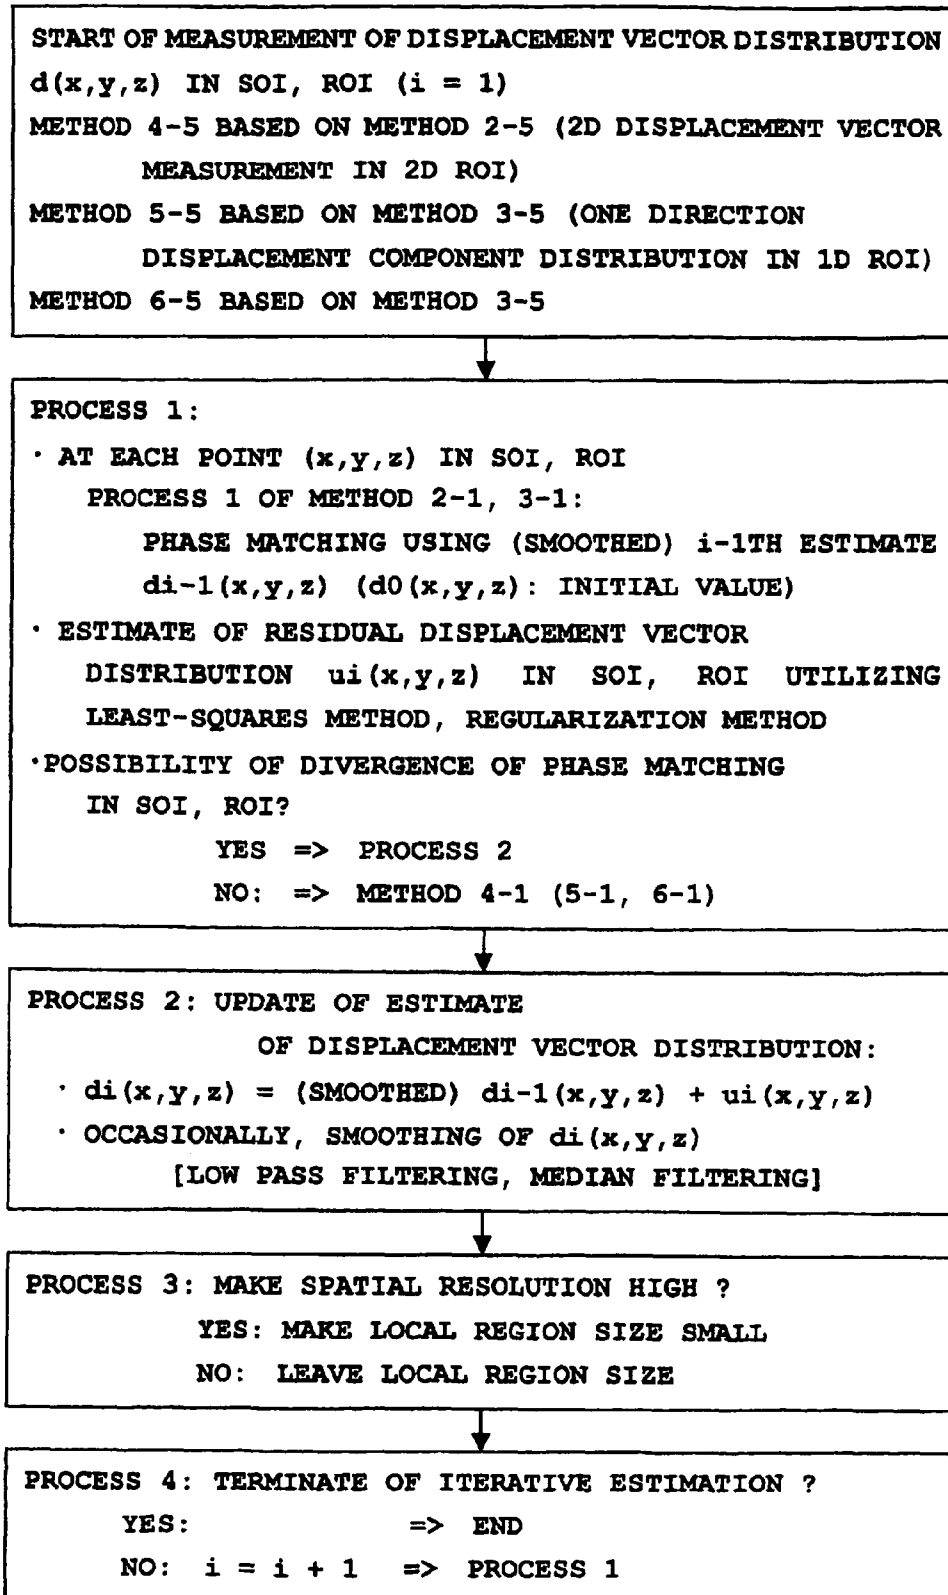 START OF MEASUREMENT OF DISPLACEMENT VECTOR DISTRIBUTION
d(x,y,z) IN SOI, ROI (i = 1)
METHOD 4-5 BASED ON METHOD 2-5 (2D DISPLACEMENT VECTOR
MEASUREMENT IN 2D ROI)
METHOD 5-5 BASED ON METHOD 3-5 (ONE DIRECTION
DISPLACEMENT COMPONENT DISTRIBUTION IN 1D ROI)
METHOD 6-5 BASED ON METHOD 3-5
PROCESS 1:
· AT EACH POINT (x,y,z) IN SOI, ROI
PROCESS 1 OF METHOD 2-1, 3-1:
PHASE MATCHING USING (SMOOTHED) i-1TH ESTIMATE
di-1(x,y,z) (d0(x,y,z): INITIAL VALUE)
· ESTIMATE OF RESIDUAL DISPLACEMENT VECTOR
DISTRIBUTION ui(x,y,z) IN SOI, ROI UTILIZING
LEAST-SQUARES METHOD, REGULARIZATION METHOD
·POSSIBILITY OF DIVERGENCE OF PHASE MATCHING
IN SOI, ROI?
YES => PROCESS 2
NO: => METHOD 4-1 (5-1, 6-1)
PROCESS 2: UPDATE OF ESTIMATE
OF DISPLACEMENT VECTOR DISTRIBUTION:
· di(x,y,z) = (SMOOTHED) di-1(x,y,z) + ui(x,y,z)
· OCCASIONALLY, SMOOTHING OF di(x,y,z)
[LOW PASS FILTERING, MEDIAN FILTERING]
PROCESS 3: MAKE SPATIAL RESOLUTION HIGH ?
YES: MAKE LOCAL REGION SIZE SMALL
NO: LEAVE LOCAL REGION SIZE
PROCESS 4: TERMINATE OF ITERATIVE ESTIMATION ?
YES: => END
NO: i = i + 1 => PROCESS 1